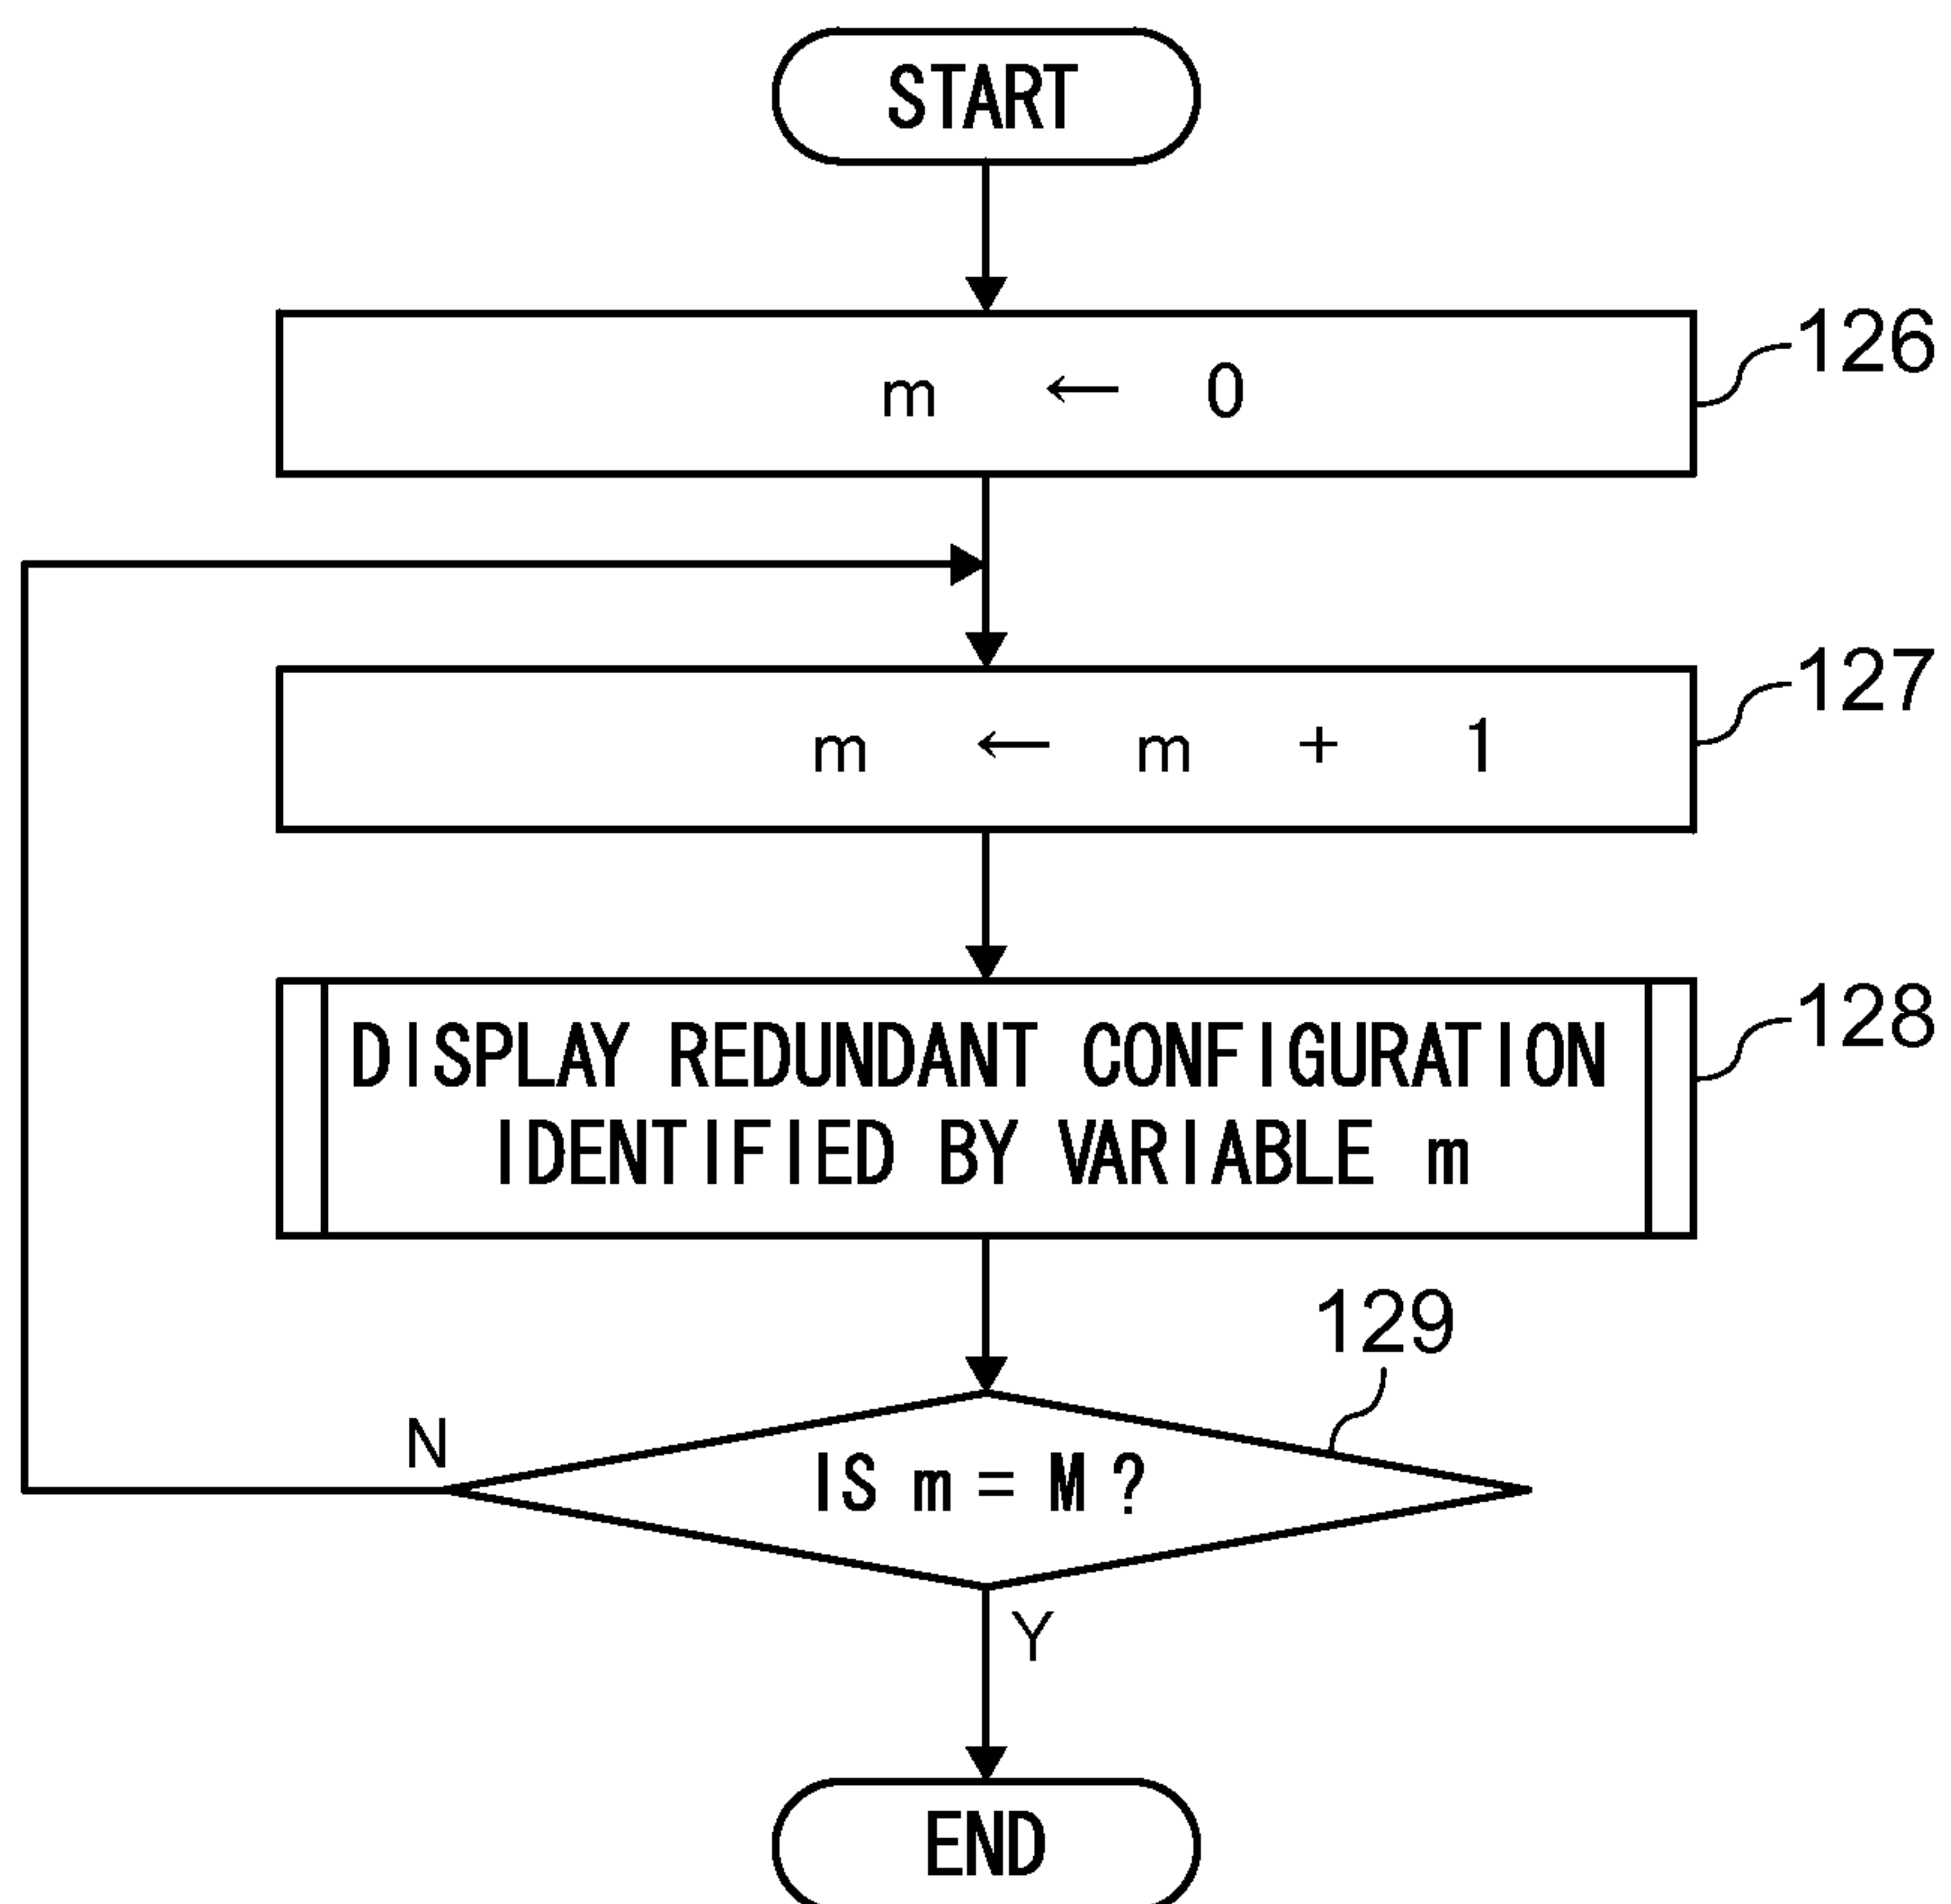 START
m ← 0
126
m ← m + 1
127
DISPLAY REDUNDANT CONFIGURATION
IDENTIFIED BY VARIABLE m
128
129
IS m = M ?
N
Y
END